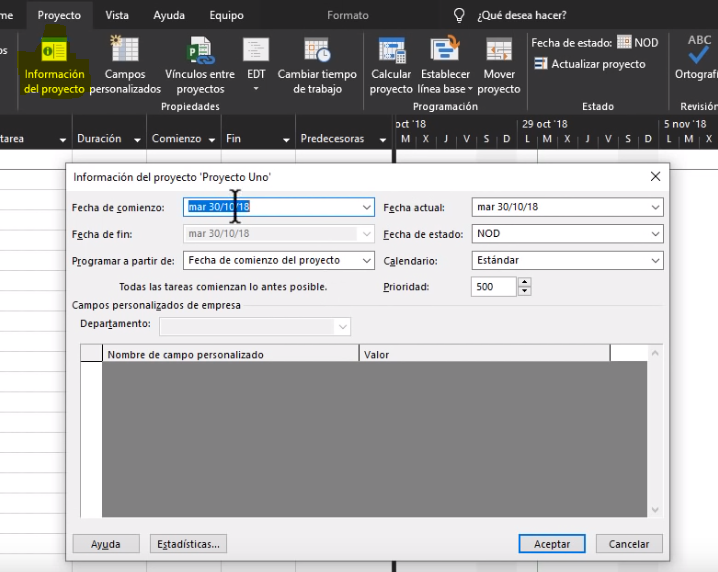 Proyecto Vista Ayuda Equipo Formato ¿Qué desea hacer?
Información del proyecto
Campos personalizados
Vínculos entre proyectos
EDT
Cambiar tiempo de trabajo
Calcular proyecto
Establecer línea base
Mover proyecto
Fecha de estado: NOD
Actualizar proyecto
ABC
Propiedades Programación Estado
tarea Duración Comienzo Fin Predecesoras
oct '18 29 oct '18 5 nov '18
M X J V S D L M X J V S D L M X
Información del proyecto 'Proyecto Uno'
Fecha de comienzo: mar 30/10/18 Fecha actual: mar 30/10/18
Fecha de fin: mar 30/10/18 Fecha de estado: NOD
Programar a partir de: Fecha de comienzo del proyecto Calendario: Estándar
Todas las tareas comienzan lo antes posible. Prioridad: 500
Campos personalizados de empresa
Departamento:
Nombre de campo personalizado Valor
Ayuda Estadísticas... Aceptar Cancelar